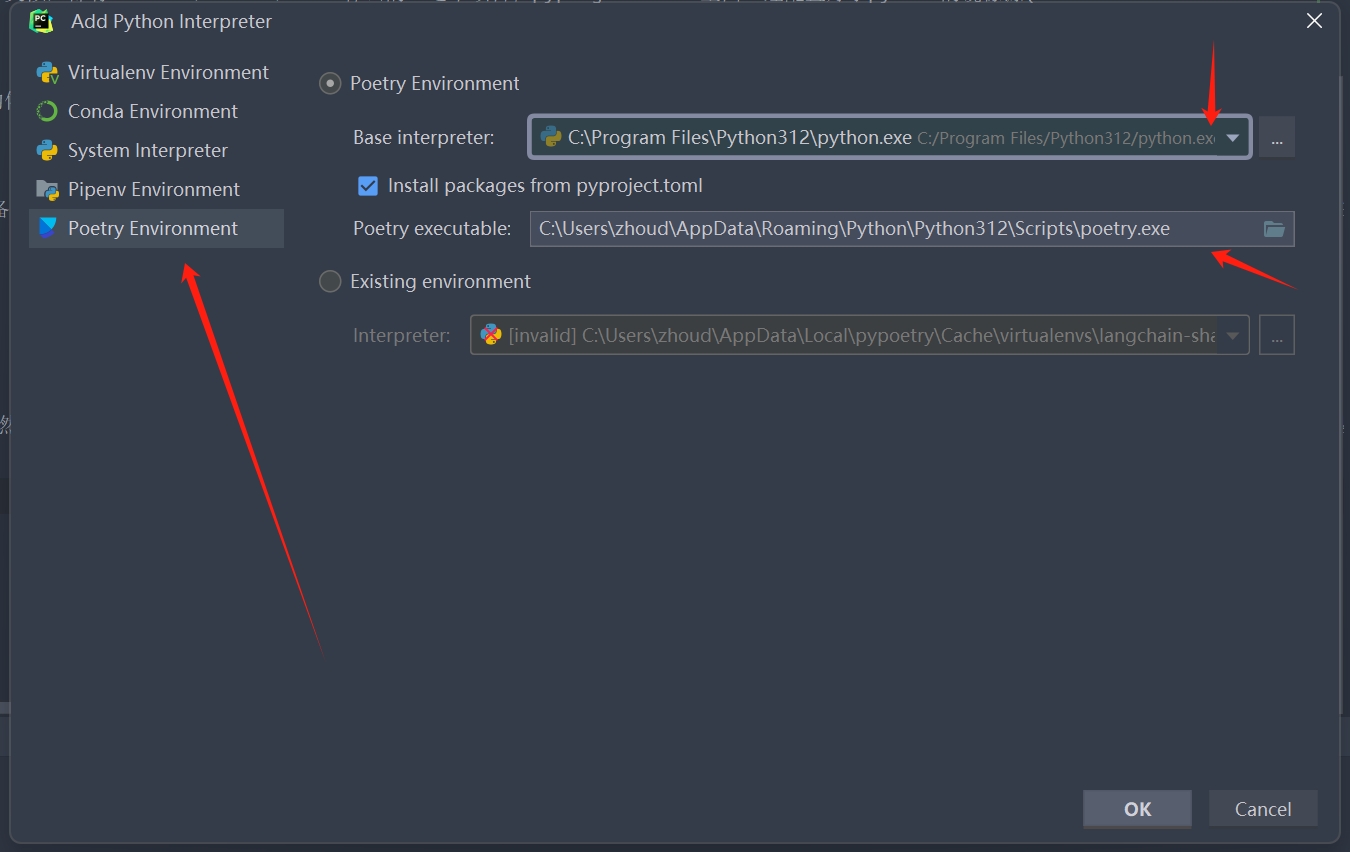 Add Python Interpreter
Virtualenv Environment
Conda Environment
System Interpreter
Pipenv Environment
Poetry Environment
Poetry Environment
Base interpreter: C:\Program Files\Python312\python.exe C:/Program Files/Python312/python.exe
Install packages from pyproject.toml
Poetry executable: C:\Users\zhoud\AppData\Roaming\Python\Python312\Scripts\poetry.exe
Existing environment
Interpreter: [invalid] C:\Users\zhoud\AppData\Local\pypoetry\Cache\virtualenvs\langchain-sha
OK
Cancel